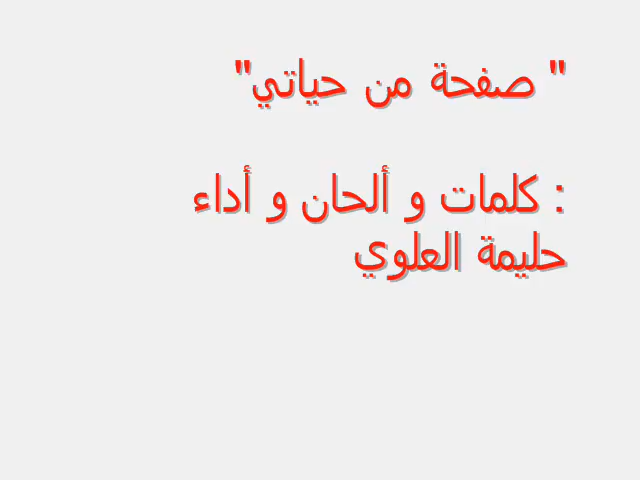 " صفحة من حياتي"
: كلمات و ألحان و أداء
حليمة العلوي